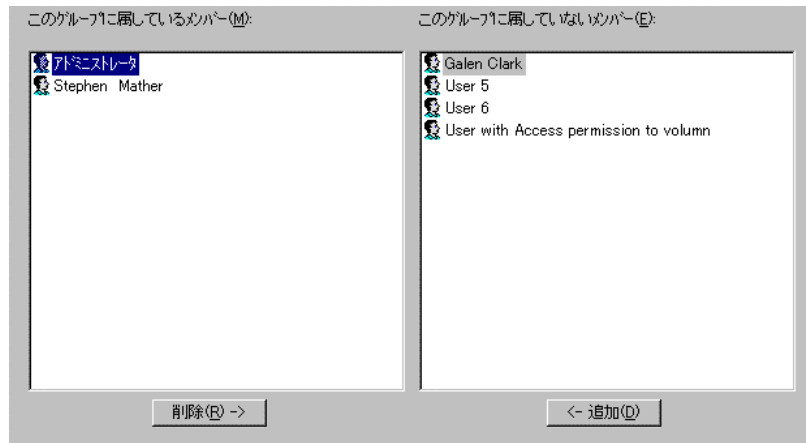 このグループに属しているメンバー(M):
アドミニストレータ
Stephen Mather
削除(R) ->
このグループに属していないメンバー(E):
Galen Clark
User 5
User 6
User with Access permission to volumn
<- 追加(D)